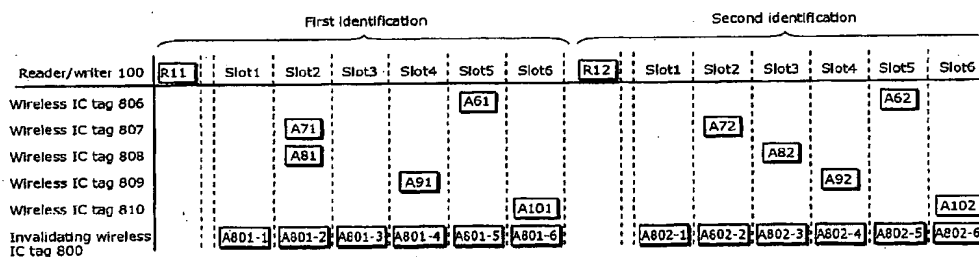 First identification Second identification
Reader/writer 100 R11 Slot1 Slot2 Slot3 Slot4 Slot5 Slot6 R12 Slot1 Slot2 Slot3 Slot4 Slot5 Slot6
Wireless IC tag 806 A61 A62
Wireless IC tag 807 A71 A72
Wireless IC tag 808 A81 A82
Wireless IC tag 809 A91 A92
Wireless IC tag 810 A101 A102
Invalidating wireless A801-1 A801-2 A801-3 A801-4 A801-5 A801-6 A802-1 A802-2 A802-3 A802-4 A802-5 A802-6
IC tag 800